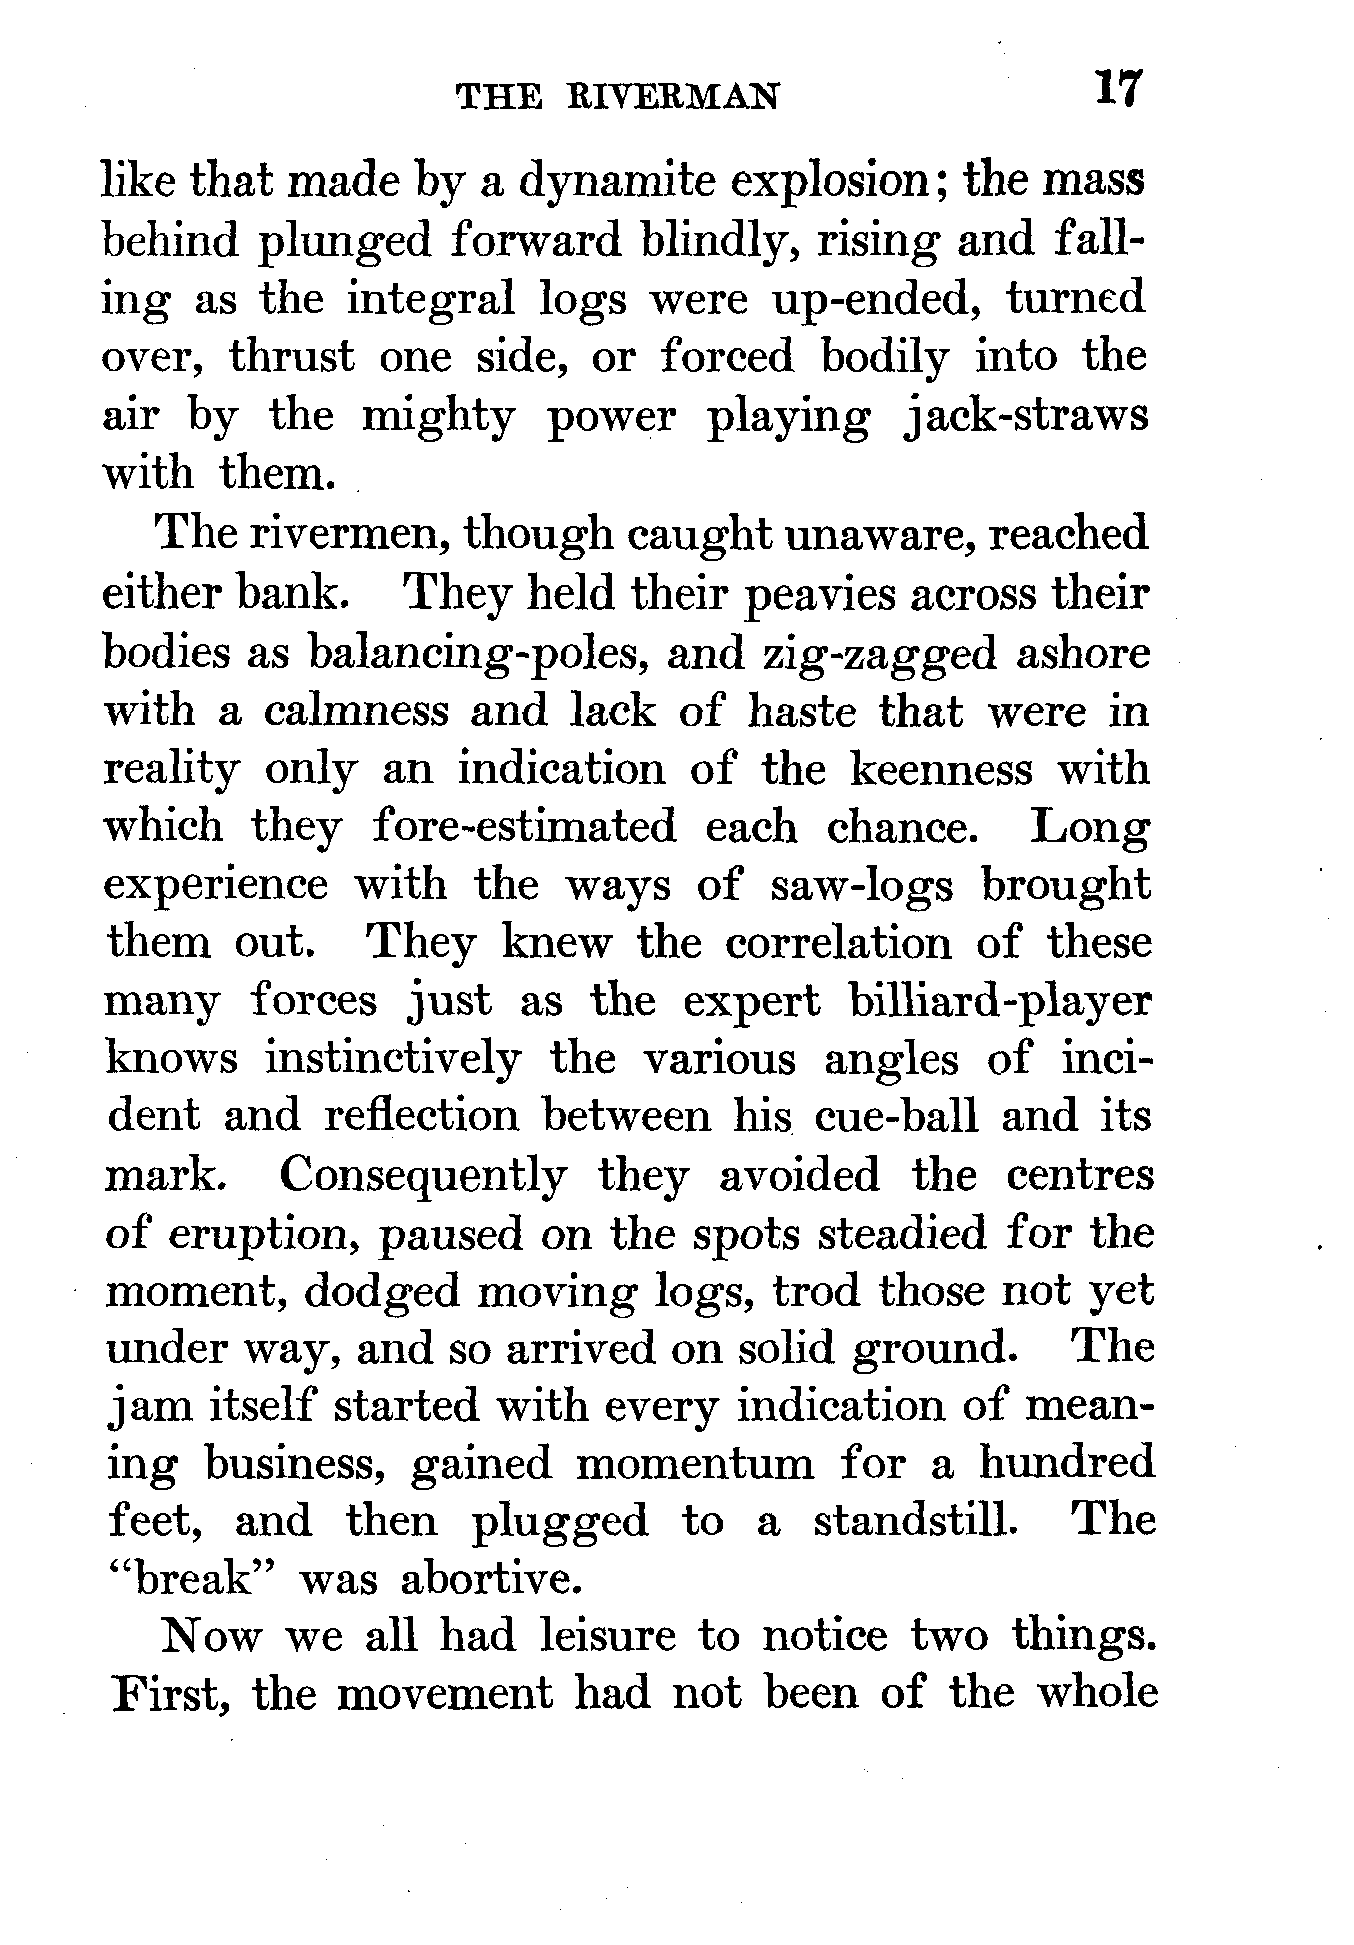 THE RIVERMAN 17
like that made by a dynamite explosion; the mass
behind plunged forward blindly, rising and fall-
ing as the integral logs were up-ended, turned
over, thrust one side, or forced bodily into the
air by the mighty power playing jack-straws
with them.
The rivermen, though caught unaware, reached
either bank. They held their peavies across their
bodies as balancing-poles, and zig-zagged ashore
with a calmness and lack of haste that were in
reality only an indication of the keenness with
which they fore-estimated each chance. Long
experience with the ways of saw-logs brought
them out. They knew the correlation of these
many forces just as the expert billiard-player
knows instinctively the various angles of inci-
dent and reflection between his cue-ball and its
mark. Consequently they avoided the centres
of eruption, paused on the spots steadied for the
moment, dodged moving logs, trod those not yet
under way, and so arrived on solid ground. The
jam itself started with every indication of mean-
ing business, gained momentum for a hundred
feet, and then plugged to a standstill. The
“break” was abortive.
Now we all had leisure to notice two things.
First, the movement had not been of the whole